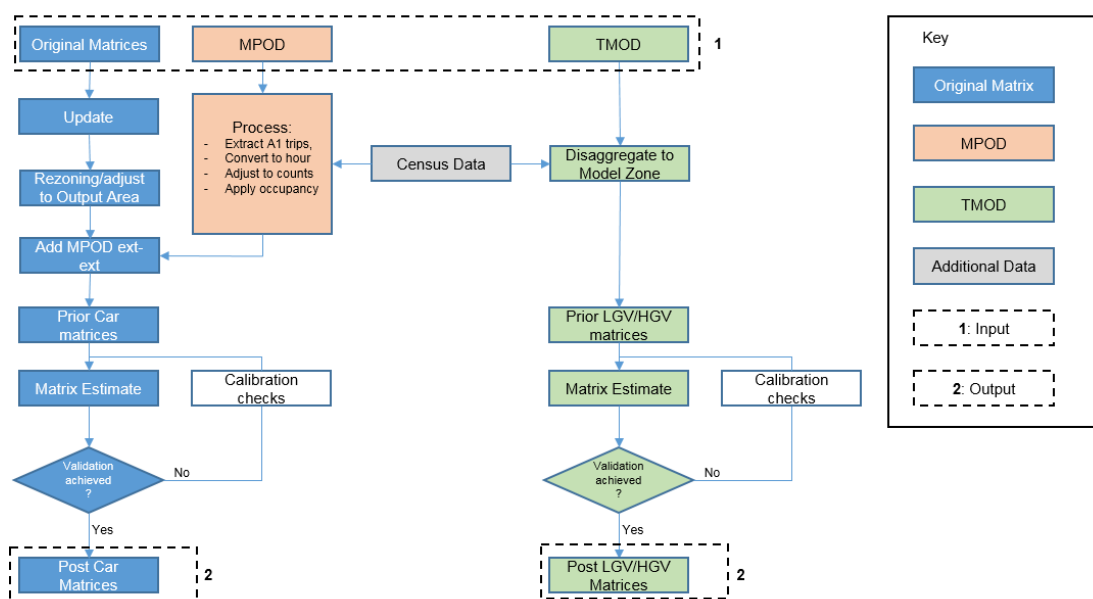 Original Matrices
MPOD
TMOD
1
Update
Process:
- Extract A1 trips,
- Convert to hour
- Adjust to counts
- Apply occupancy
Census Data
Disaggregate to
Model Zone
Rezoning/adjust
to Output Area
Add MPOD ext-
ext
Prior Car
matrices
Prior LGV/HGV
matrices
Matrix Estimate
Calibration
checks
Matrix Estimate
Calibration
checks
Validation
achieved
?
No
Validation
achieved
?
No
Yes
Yes
Post Car
Matrices
2
Post LGV/HGV
Matrices
2
Key
Original Matrix
MPOD
TMOD
Additional Data
1: Input
2: Output